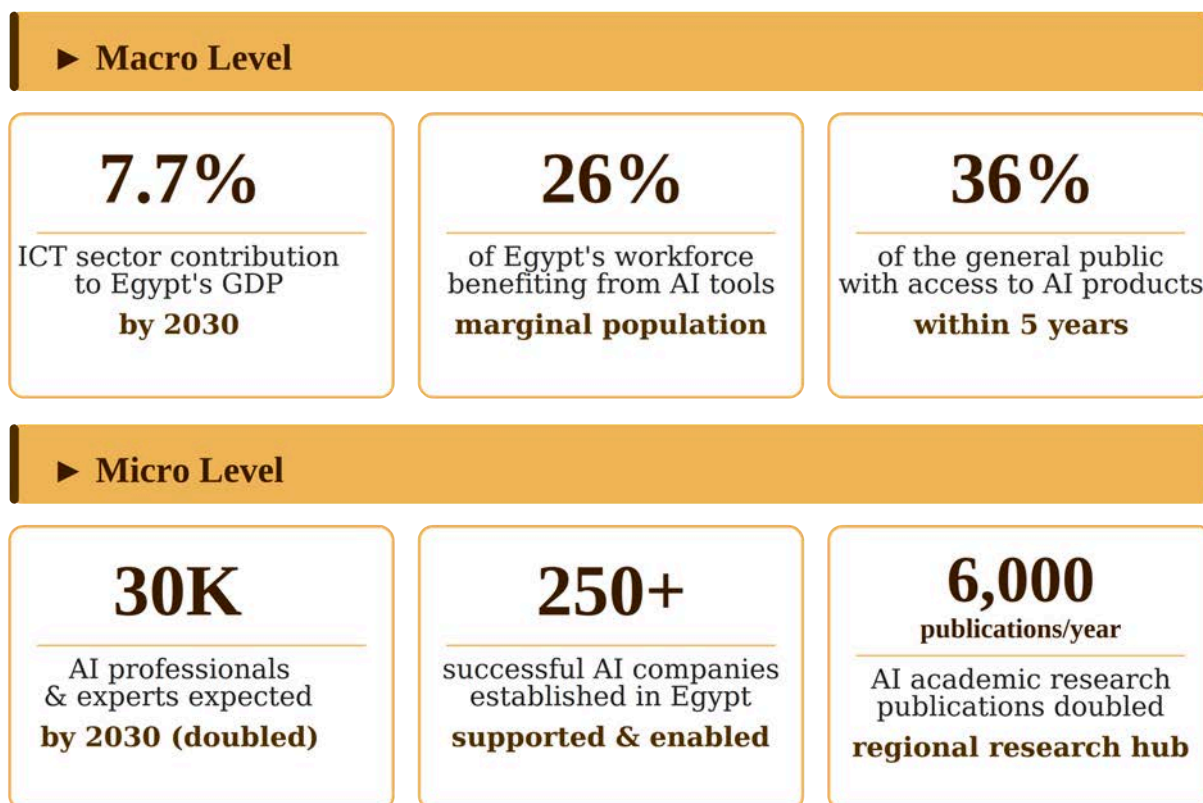 ► Macro Level
7.7%
ICT sector contribution
to Egypt's GDP
by 2030
26%
of Egypt's workforce
benefiting from AI tools
marginal population
36%
of the general public
with access to AI products
within 5 years
► Micro Level
30K
AI professionals
& experts expected
by 2030 (doubled)
250+
successful AI companies
established in Egypt
supported & enabled
6,000
publications/year
AI academic research
publications doubled
regional research hub